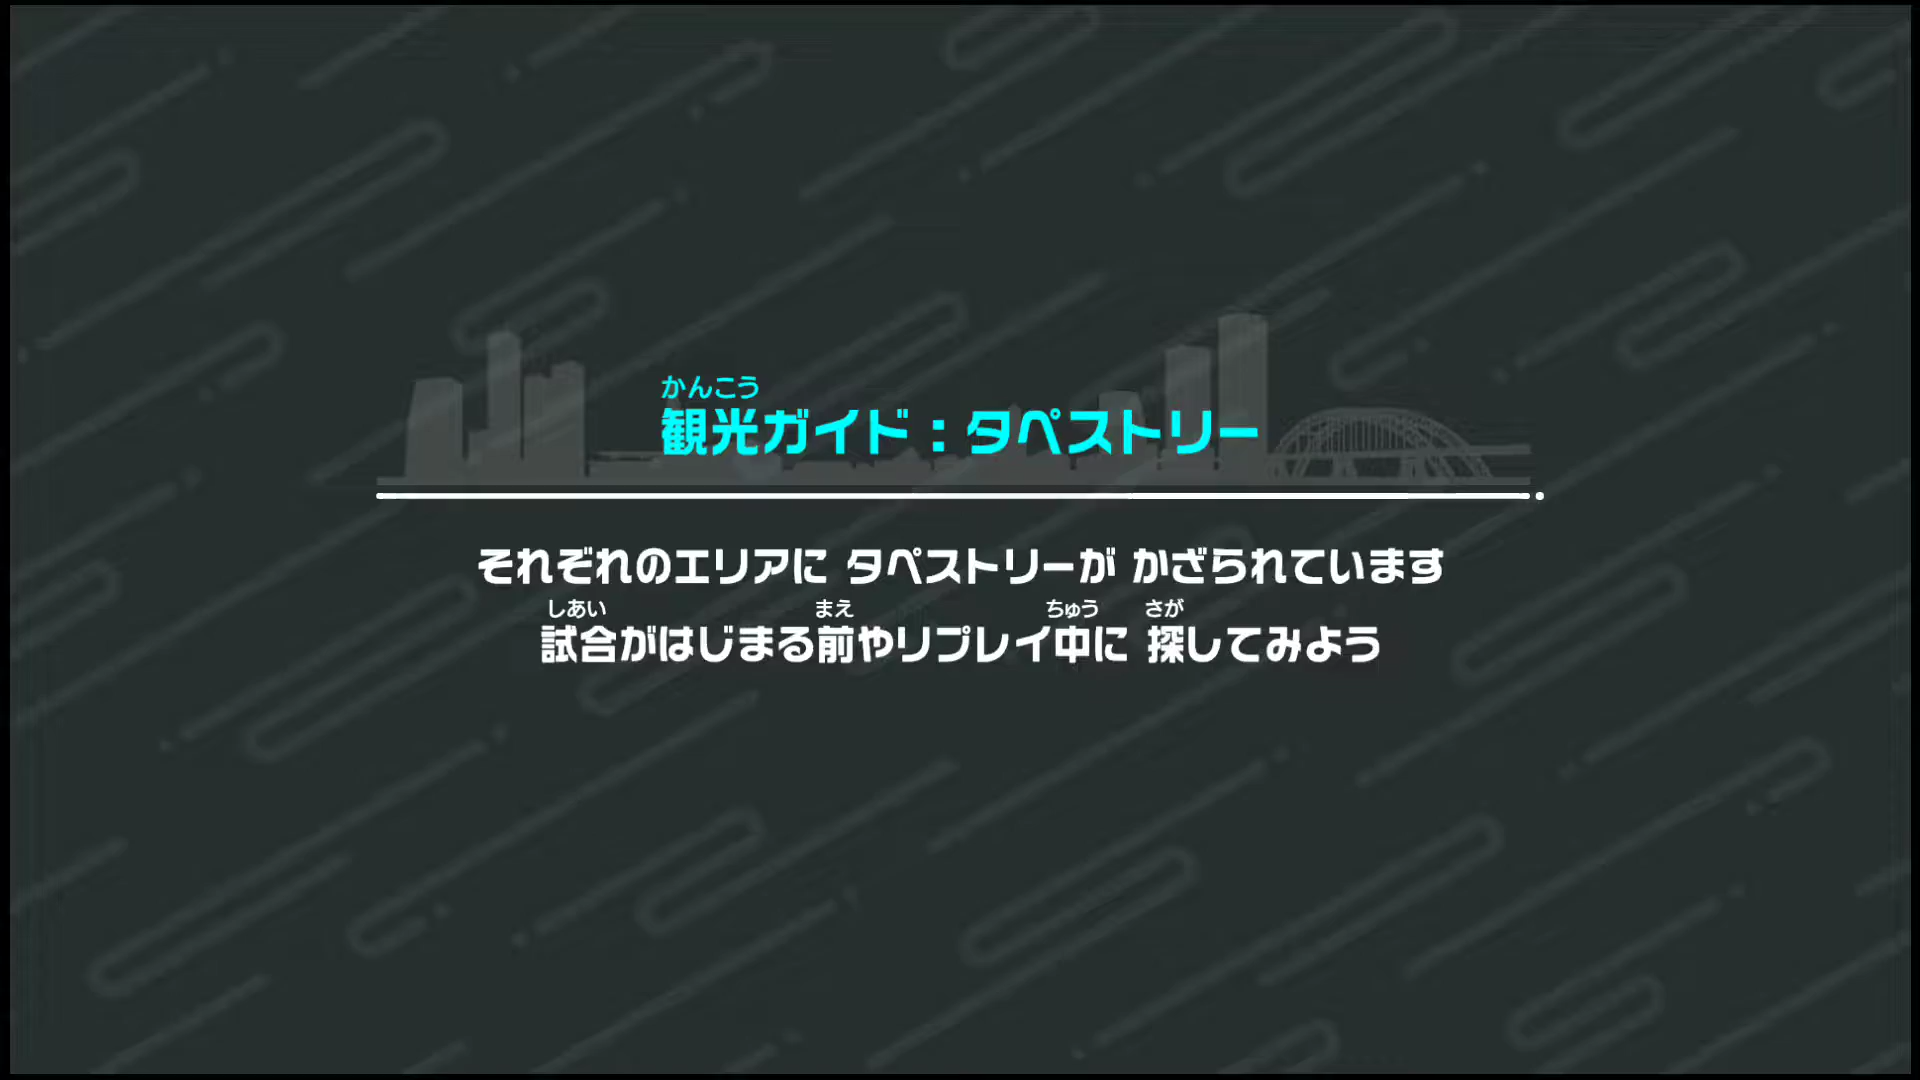 かんこう
観光ガイド：タペストリー
それぞれのエリアに タペストリーが かざられています
しあい まえ ちゅう さが
試合がはじまる前やリプレイ中に 探してみよう